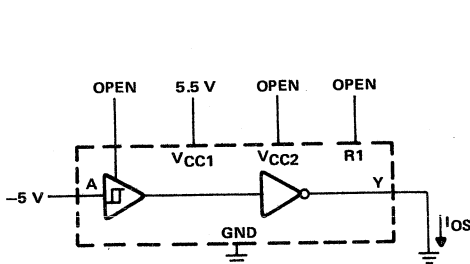 OPEN 5.5 V OPEN OPEN
VCC1 VCC2 R1
–5 V A Y
GND
IOS